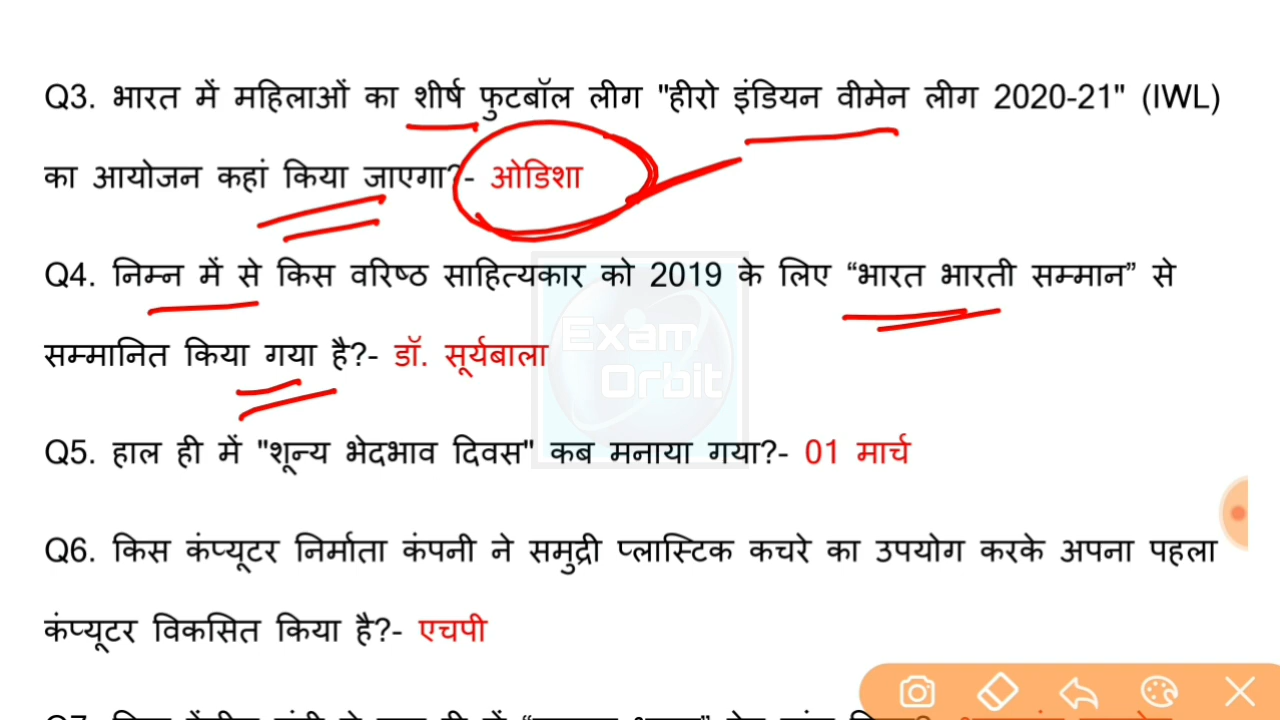 Q3. भारत में महिलाओं का शीर्ष फुटबॉल लीग "हीरो इंडियन वीमेन लीग 2020-21" (IWL)
का आयोजन कहां किया जाएगा?- ओडिशा
Q4. निम्न में से किस वरिष्ठ साहित्यकार को 2019 के लिए “भारत भारती सम्मान” से
सम्मानित किया गया है?- डॉ. सूर्यबाला
Exam
Orbit
Q5. हाल ही में "शून्य भेदभाव दिवस" कब मनाया गया?- 01 मार्च
Q6. किस कंप्यूटर निर्माता कंपनी ने समुद्री प्लास्टिक कचरे का उपयोग करके अपना पहला
कंप्यूटर विकसित किया है?- एचपी